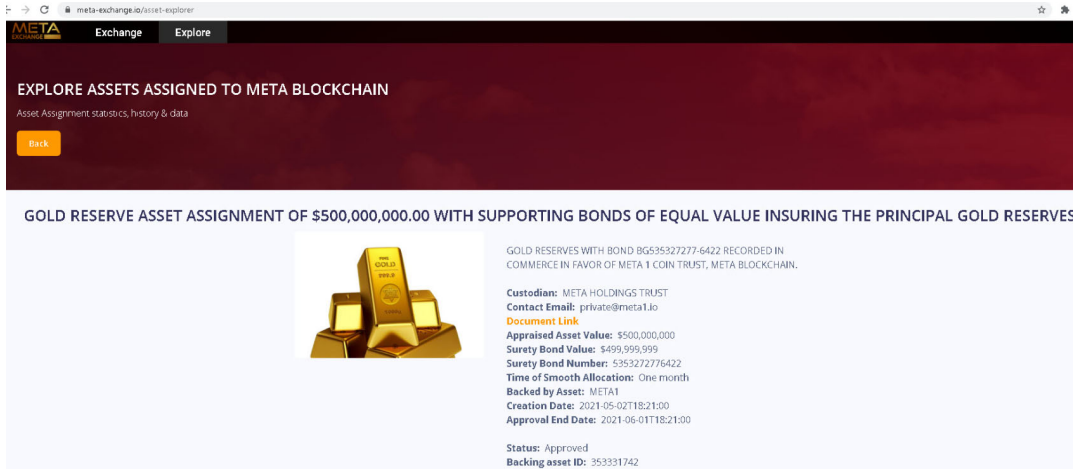 meta-exchange.io/asset-explorer
META
EXCHANGE
Exchange
Explore
EXPLORE ASSETS ASSIGNED TO META BLOCKCHAIN
Asset Assignment statistics, history & data
Back
GOLD RESERVE ASSET ASSIGNMENT OF $500,000,000.00 WITH SUPPORTING BONDS OF EQUAL VALUE INSURING THE PRINCIPAL GOLD RESERVES
GOLD
999.9
GOLD RESERVES WITH BOND BG535327277-6422 RECORDED IN
COMMERCE IN FAVOR OF META 1 COIN TRUST, META BLOCKCHAIN.
Custodian: META HOLDINGS TRUST
Contact Email: private@meta1.io
Document Link
Appraised Asset Value: $500,000,000
Surety Bond Value: $499,999,999
Surety Bond Number: 5353272776422
Time of Smooth Allocation: One month
Backed by Asset: META1
Creation Date: 2021-05-02T18:21:00
Approval End Date: 2021-06-01T18:21:00
Status: Approved
Backing asset ID: 353331742